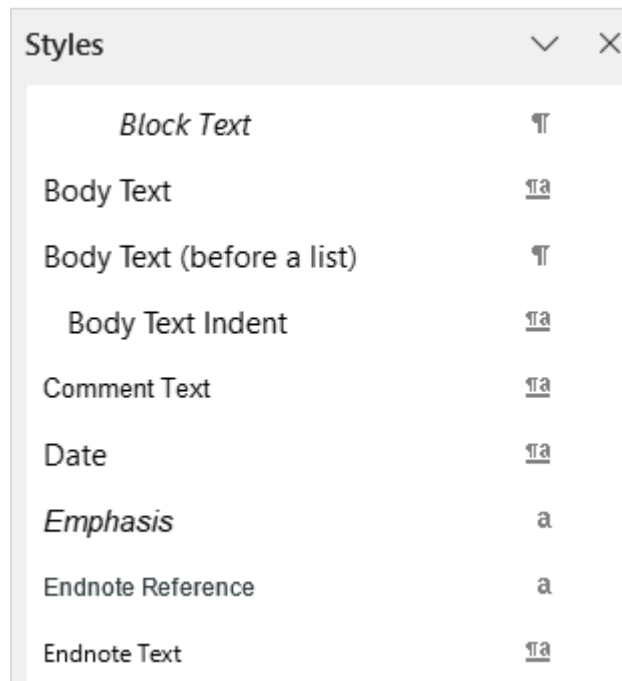 Styles
Block Text ¶
Body Text ¶a
Body Text (before a list) ¶
Body Text Indent ¶a
Comment Text ¶a
Date ¶a
Emphasis a
Endnote Reference a
Endnote Text ¶a